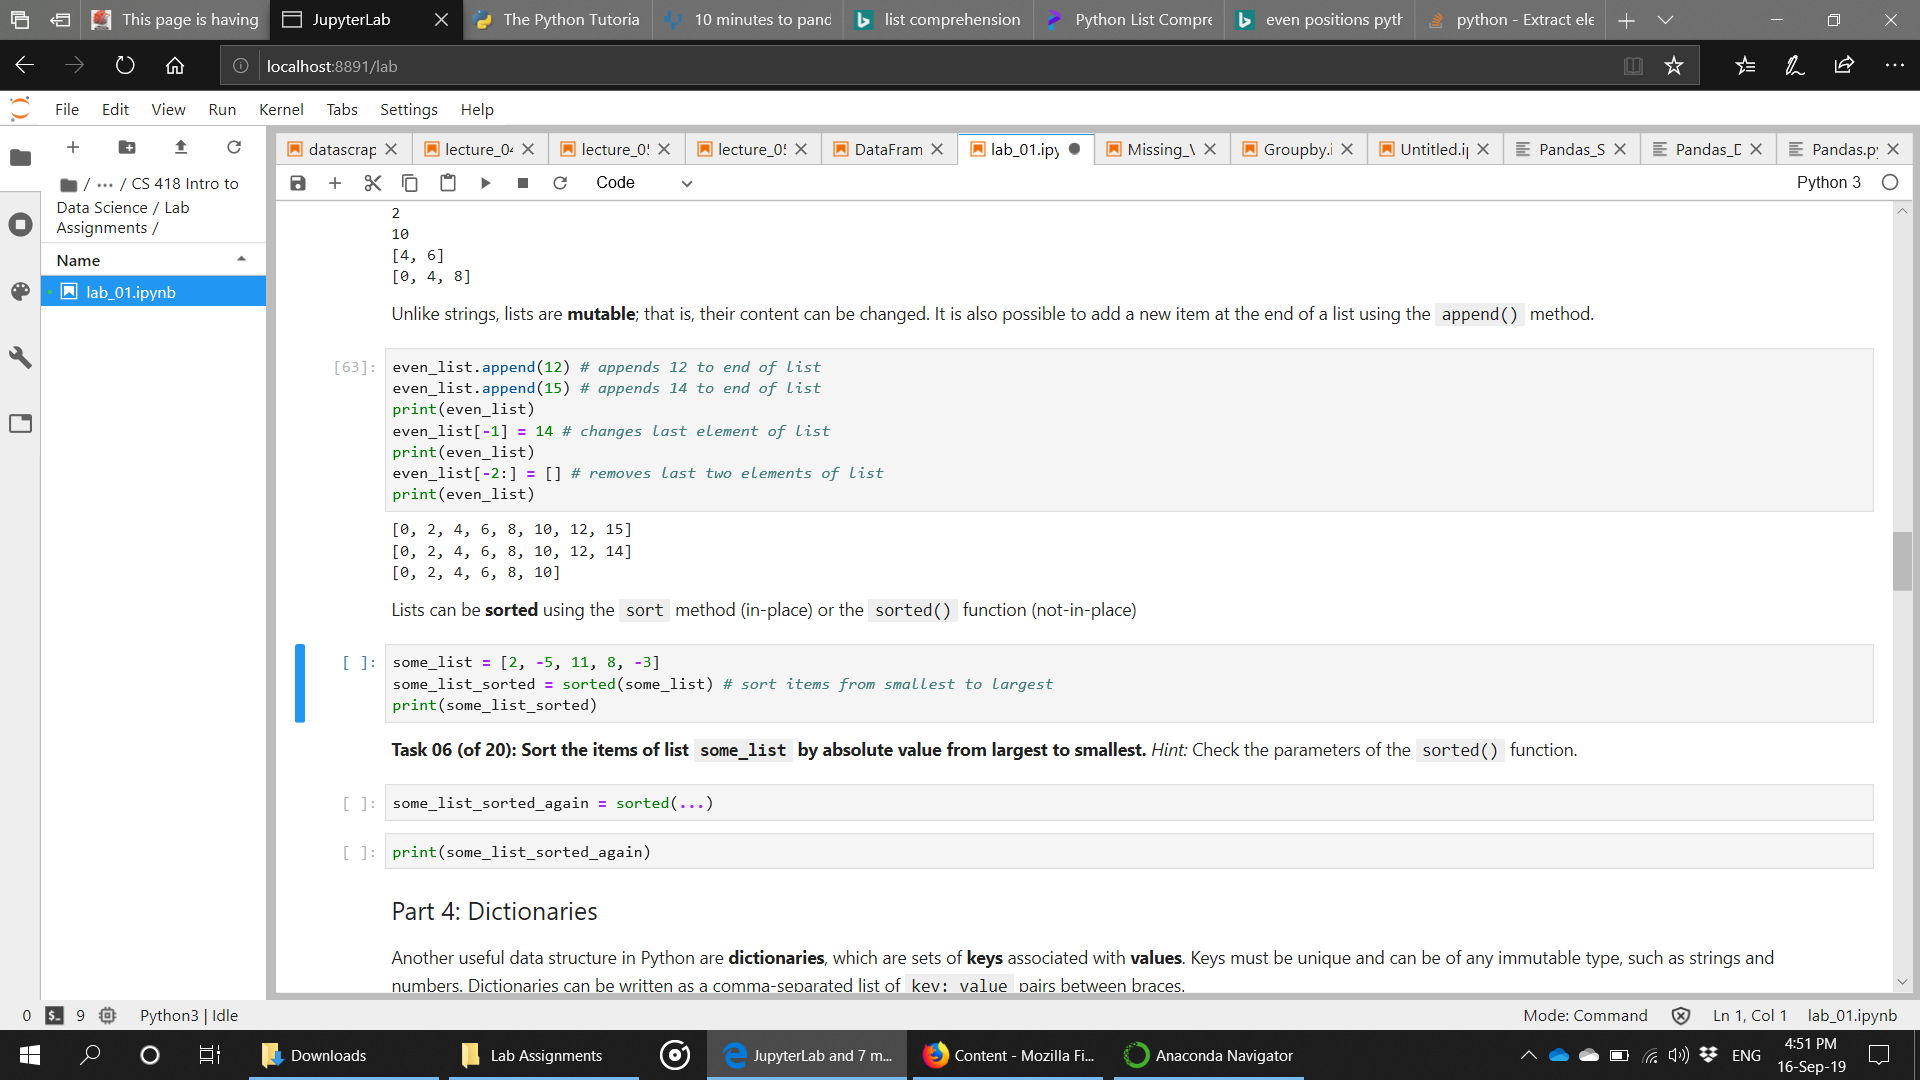 This page is having
JupyterLab
The Python Tutoria
10 minutes to pand
list comprehension
Python List Compre
even positions pyth
python - Extract ele
localhost:8891/lab
File Edit View Run Kernel Tabs Settings Help
datascrap
lecture_04
lecture_05
lecture_05
DataFram
lab_01.ipy
Missing_V
Groupby.i
Untitled.ip
Pandas_S
Pandas_D
Pandas.py
Code
Python 3
/ ··· / CS 418 Intro to
Data Science / Lab
Assignments /
Name
lab_01.ipynb
2
10
[4, 6]
[0, 4, 8]
Unlike strings, lists are mutable; that is, their content can be changed. It is also possible to add a new item at the end of a list using the append() method.
[63]:
even_list.append(12) # appends 12 to end of list
even_list.append(15) # appends 14 to end of list
print(even_list)
even_list[-1] = 14 # changes last element of list
print(even_list)
even_list[-2:] = [] # removes last two elements of list
print(even_list)
[0, 2, 4, 6, 8, 10, 12, 15]
[0, 2, 4, 6, 8, 10, 12, 14]
[0, 2, 4, 6, 8, 10]
Lists can be sorted using the sort method (in-place) or the sorted() function (not-in-place)
[ ]:
some_list = [2, -5, 11, 8, -3]
some_list_sorted = sorted(some_list) # sort items from smallest to largest
print(some_list_sorted)
Task 06 (of 20): Sort the items of list some_list by absolute value from largest to smallest. Hint: Check the parameters of the sorted() function.
[ ]:
some_list_sorted_again = sorted(...)
[ ]:
print(some_list_sorted_again)
Part 4: Dictionaries
Another useful data structure in Python are dictionaries, which are sets of keys associated with values. Keys must be unique and can be of any immutable type, such as strings and
numbers. Dictionaries can be written as a comma-separated list of key: value pairs between braces.
0 $_ 9 Python3 | Idle
Mode: Command
Ln 1, Col 1
lab_01.ipynb
Downloads
Lab Assignments
JupyterLab and 7 m...
Content - Mozilla Fi...
Anaconda Navigator
ENG
4:51 PM
16-Sep-19